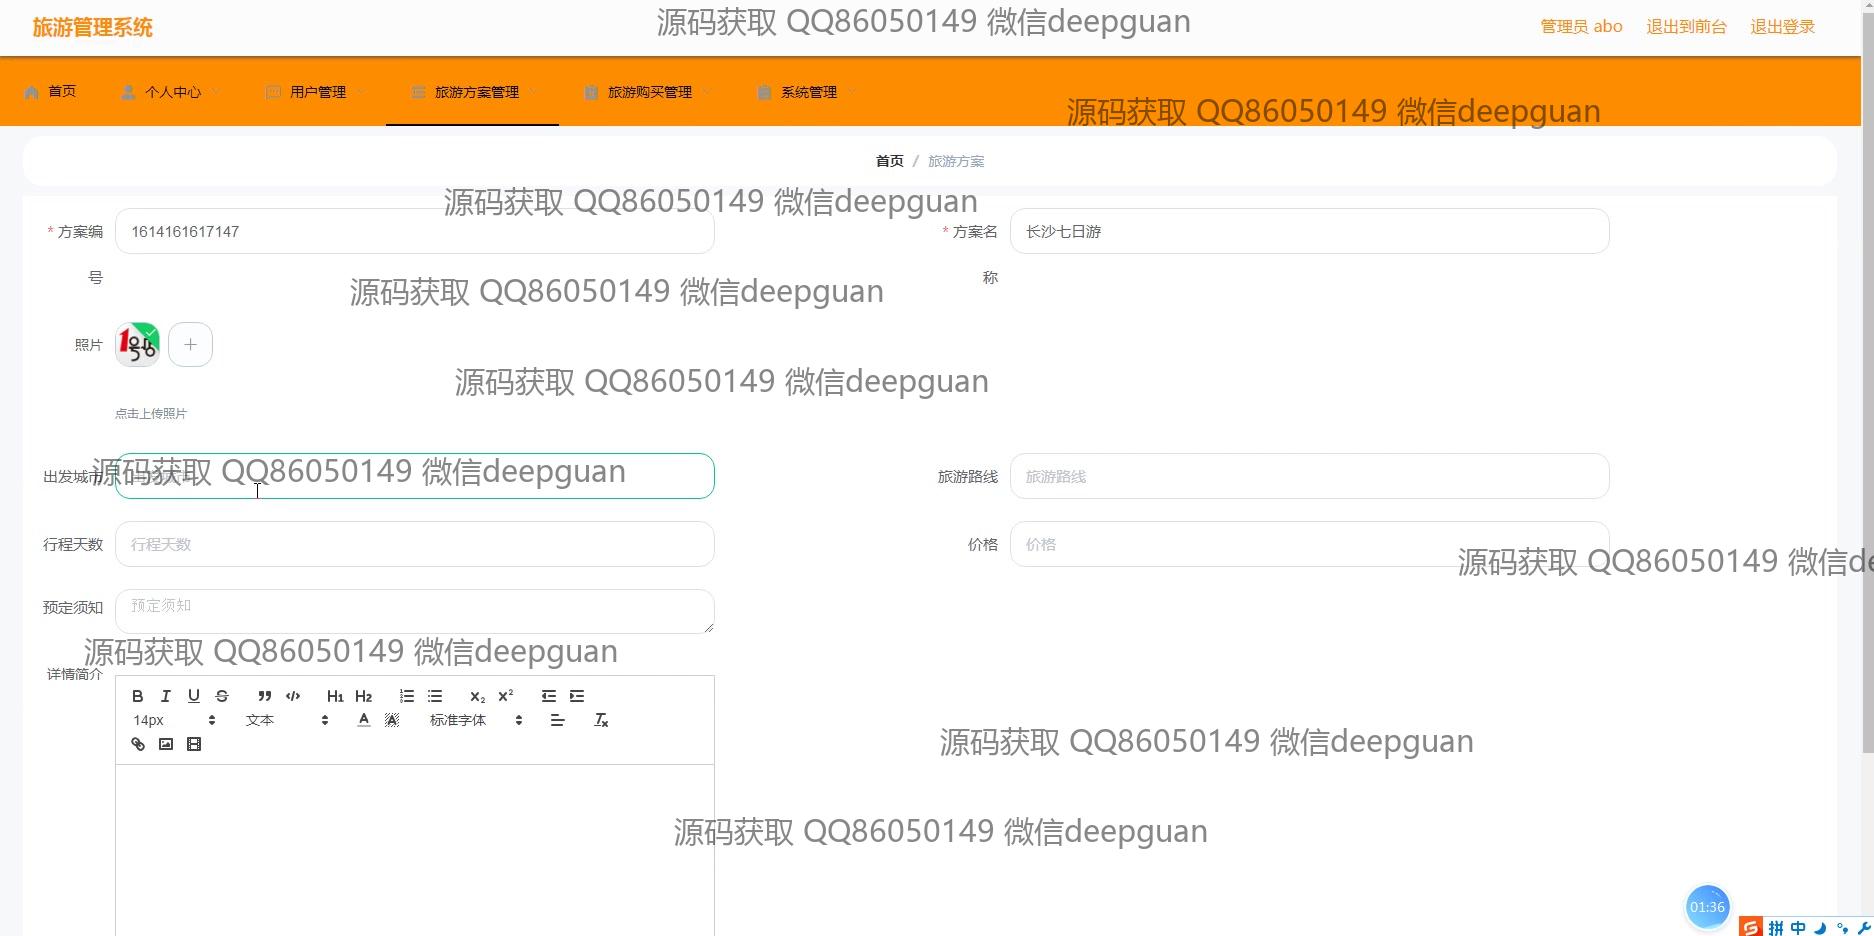 旅游管理系统
源码获取 QQ86050149 微信deepguan
管理员 abo 退出到前台 退出登录
首页 个人中心 用户管理 旅游方案管理 旅游购买管理 系统管理
源码获取 QQ86050149 微信deepguan
首页 / 旅游方案
源码获取 QQ86050149 微信deepguan
* 方案编号 1614161617147
* 方案名称 长沙七日游
源码获取 QQ86050149 微信deepguan
照片 1号店 +
源码获取 QQ86050149 微信deepguan
点击上传照片
出发城市
源码获取 QQ86050149 微信deepguan
旅游路线 旅游路线
行程天数 行程天数
价格 价格
源码获取 QQ86050149 微信de
预定须知 预定须知
源码获取 QQ86050149 微信deepguan
详情简介
B I U S ” </> H1 H2 X2 X2
14px 文本 A A 标准字体 Tx
源码获取 QQ86050149 微信deepguan
源码获取 QQ86050149 微信deepguan
01:36
S 拼 中